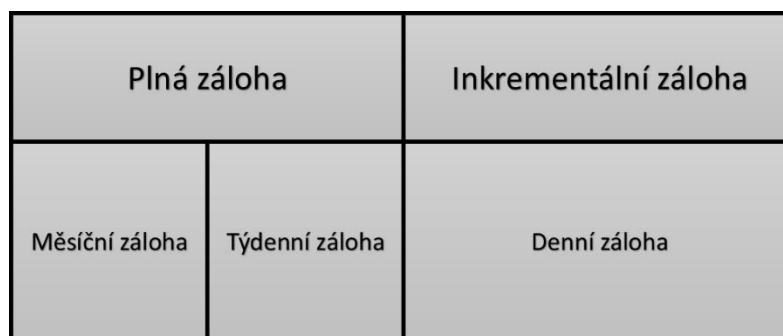 Plná záloha
Inkrementální záloha
Měsíční záloha
Týdenní záloha
Denní záloha